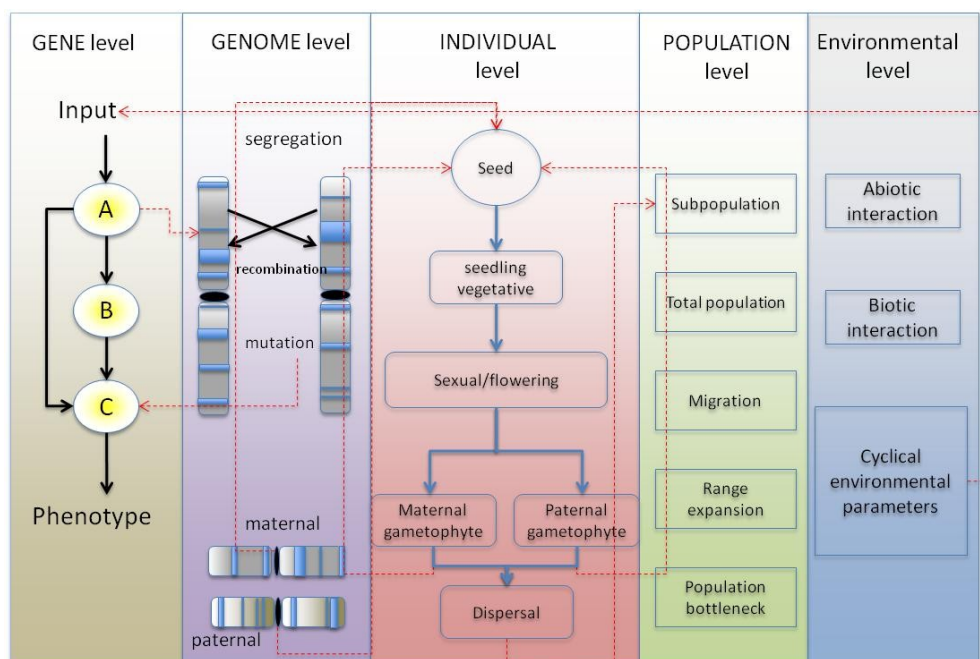 GENE level
Input
A
B
C
Phenotype
GENOME level
segregation
recombination
mutation
maternal
paternal
INDIVIDUAL
level
Seed
seedling
vegetative
Sexual/flowering
Maternal
gametophyte
Paternal
gametophyte
Dispersal
POPULATION
level
Subpopulation
Total population
Migration
Range
expansion
Population
bottleneck
Environmental
level
Abiotic
interaction
Biotic
interaction
Cyclical
environmental
parameters